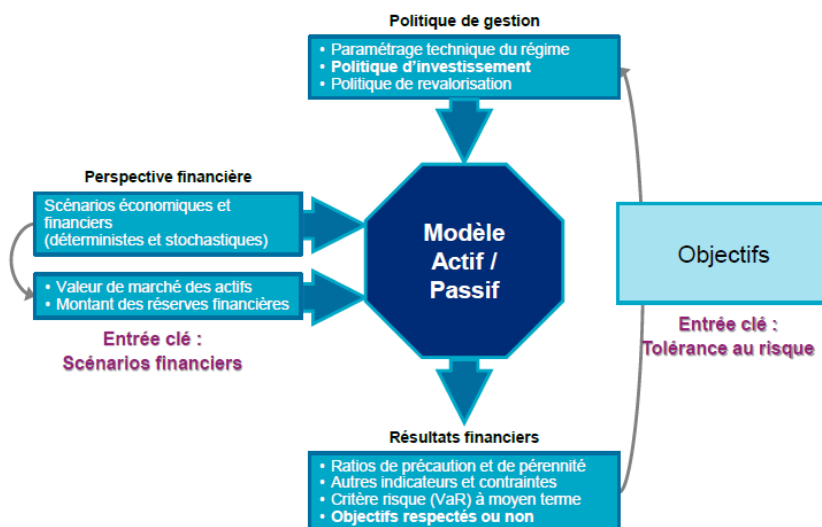 Politique de gestion
• Paramétrage technique du régime
• Politique d'investissement
• Politique de revalorisation
Perspective financière
Scénarios économiques et
financiers
(déterministes et stochastiques)
• Valeur de marché des actifs
• Montant des réserves financières
Entrée clé :
Scénarios financiers
Modèle
Actif /
Passif
Objectifs
Entrée clé :
Tolérance au risque
Résultats financiers
• Ratios de précaution et de pérennité
• Autres indicateurs et contraintes
• Critère risque (VaR) à moyen terme
• Objectifs respectés ou non